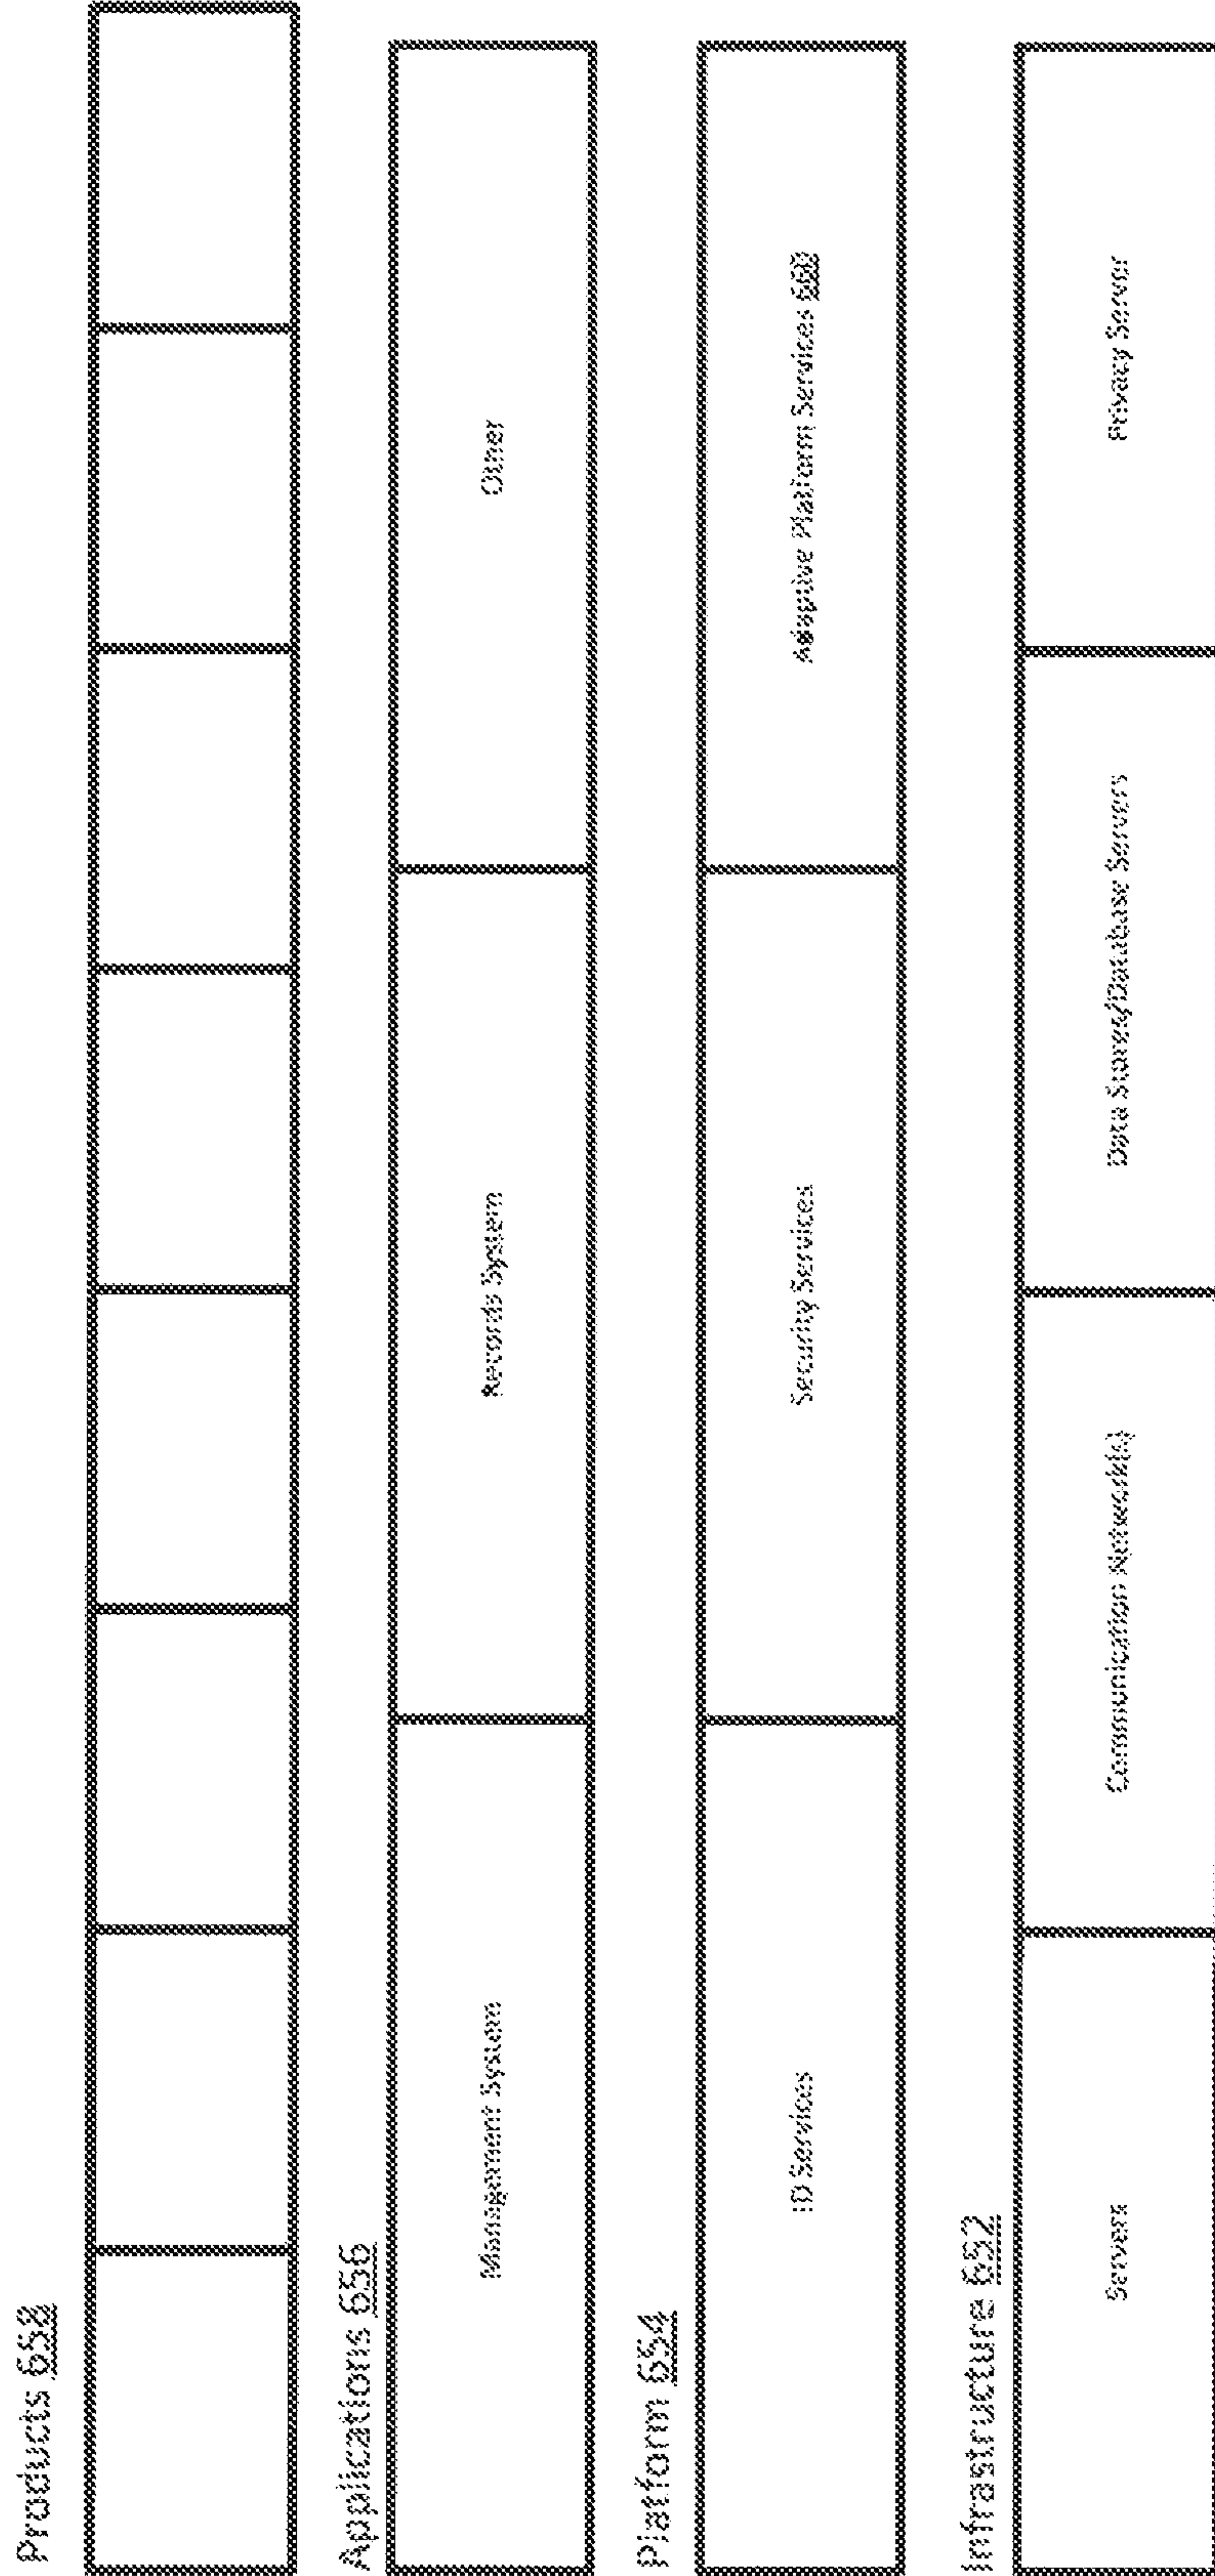 Products 658
Applications 656
Management System
Records System
Other
Platform 654
ID Services
Security Services
Adaptive Platform Services 660
Infrastructure 652
Servers
Communication Network(s)
Data Stores/Database Servers
Privacy Server